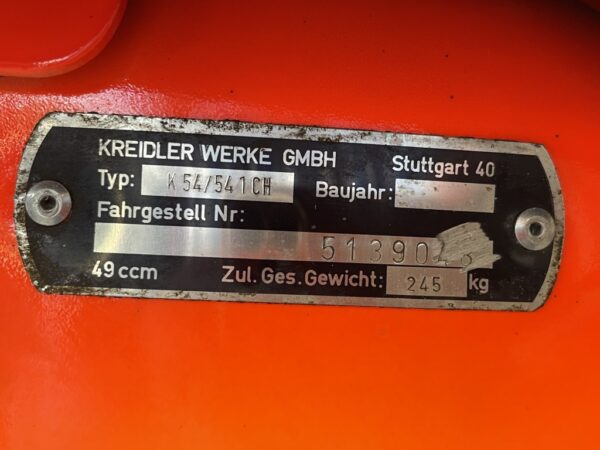 KREIDLER WERKE GMBH Stuttgart 40
Typ: K 54/541 CH Baujahr:
Fahrgestell Nr:
49 ccm Zul. Ges. Gewicht: 245 kg